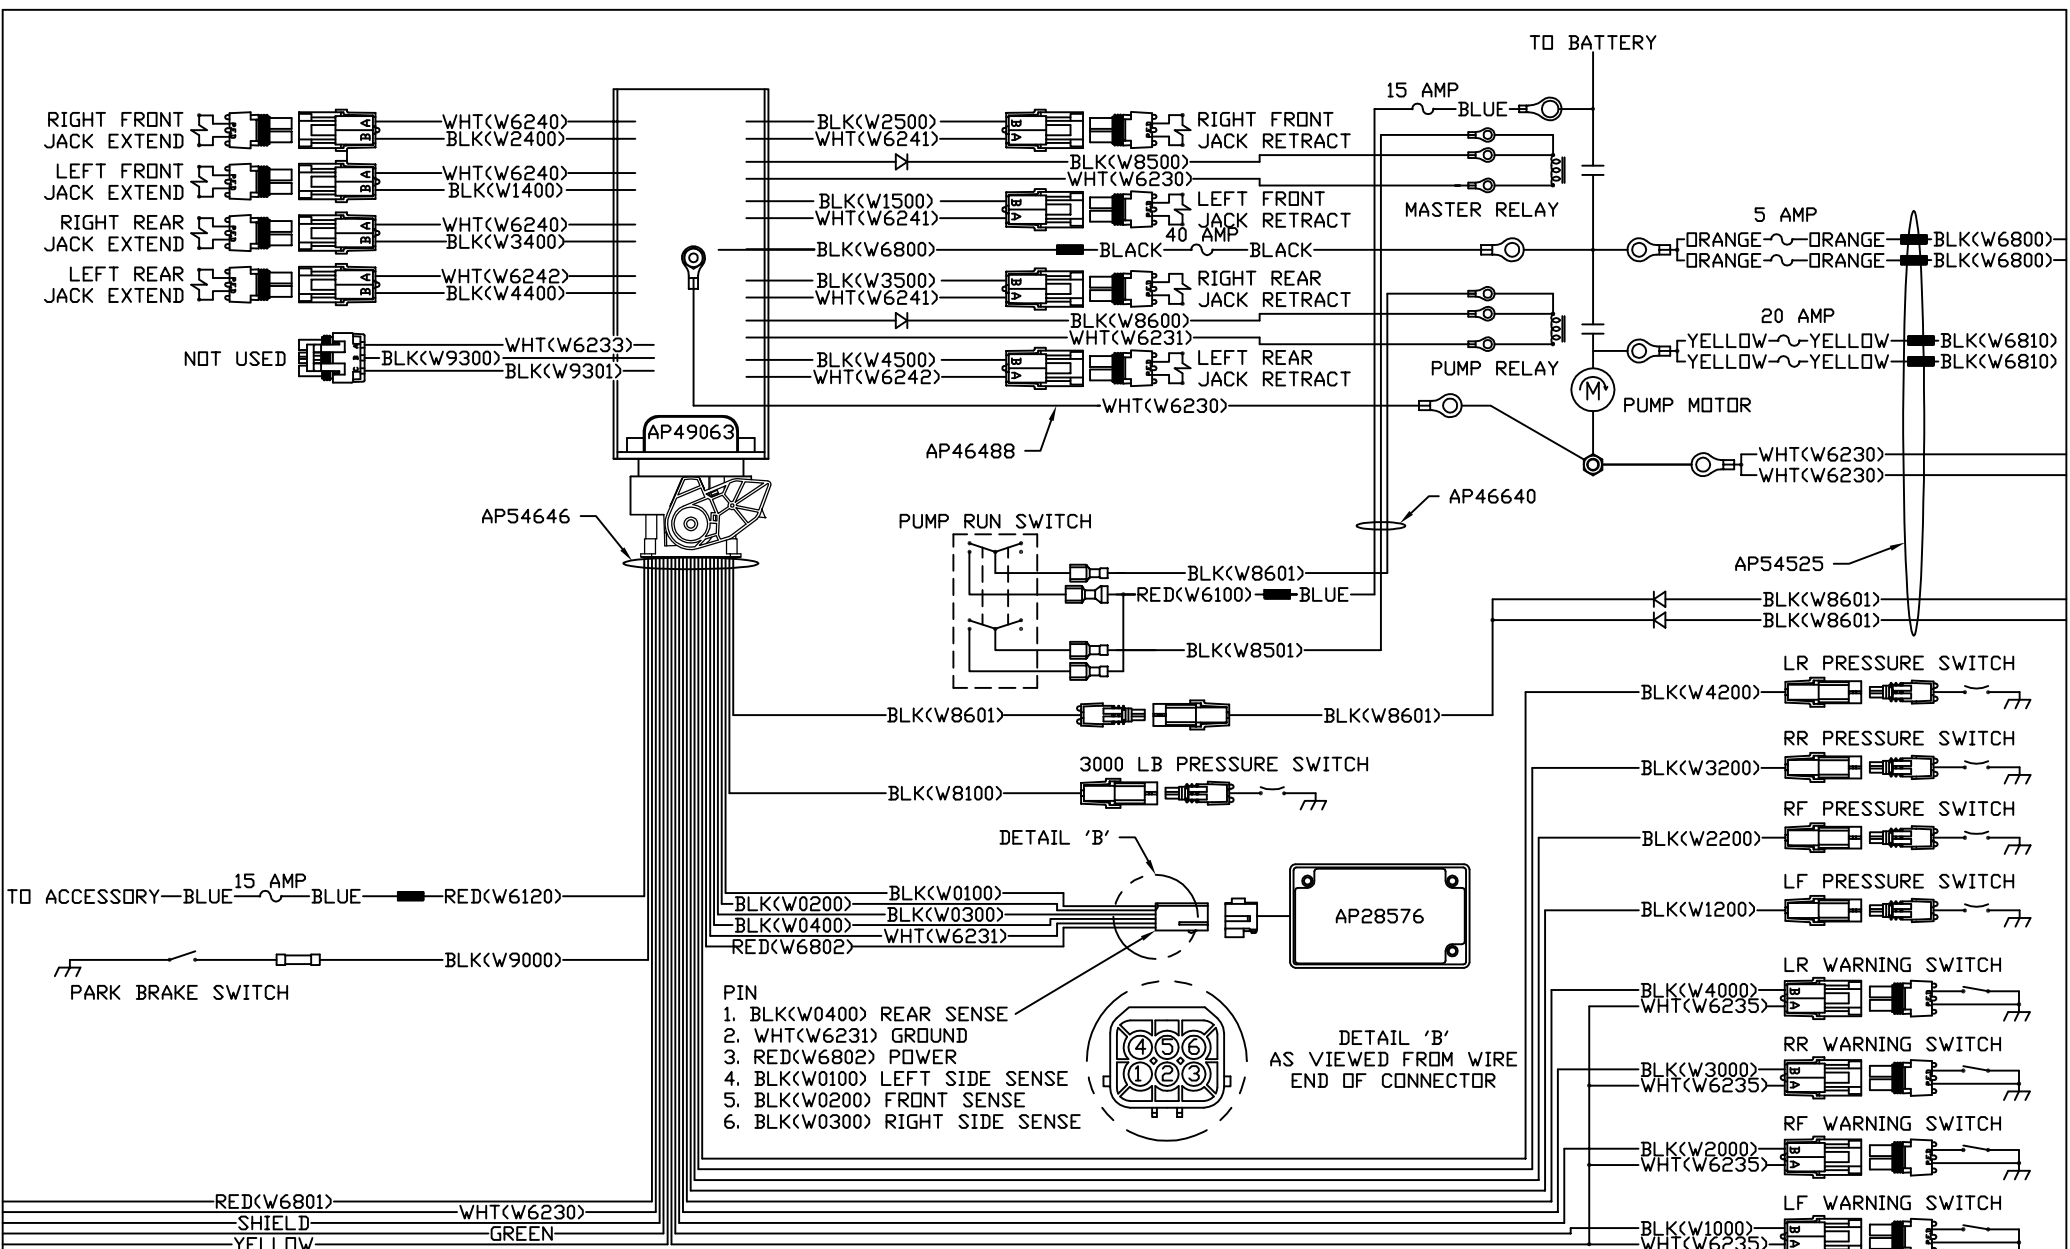 TO BATTERY
15 AMP
BLUE
RIGHT FRONT
JACK EXTEND
A
B
WHT(W6240)
BLK(W2400)
LEFT FRONT
JACK EXTEND
A
B
WHT(W6240)
BLK(W1400)
RIGHT REAR
JACK EXTEND
A
B
WHT(W6240)
BLK(W3400)
LEFT REAR
JACK EXTEND
A
B
WHT(W6242)
BLK(W4400)
NOT USED
WHT(W6233)
BLK(W9300)
BLK(W9301)
BLK(W2500)
WHT(W6241)
B
A
RIGHT FRONT
JACK RETRACT
BLK(W8500)
WHT(W6230)
BLK(W1500)
WHT(W6241)
B
A
LEFT FRONT
JACK RETRACT
40 AMP
BLK(W6800)
BLACK
BLACK
BLK(W3500)
WHT(W6241)
B
A
RIGHT REAR
JACK RETRACT
BLK(W8600)
WHT(W6231)
BLK(W4500)
WHT(W6242)
B
A
LEFT REAR
JACK RETRACT
WHT(W6230)
MASTER RELAY
PUMP RELAY
M
PUMP MOTOR
5 AMP
ORANGE
ORANGE
BLK(W6800)
ORANGE
ORANGE
BLK(W6800)
20 AMP
YELLOW
YELLOW
BLK(W6810)
YELLOW
YELLOW
BLK(W6810)
WHT(W6230)
WHT(W6230)
AP49063
AP46488
AP54646
AP46640
AP54525
PUMP RUN SWITCH
BLK(W8601)
RED(W6100)
BLUE
BLK(W8501)
BLK(W8601)
BLK(W8601)
BLK(W8601)
BLK(W8601)
3000 LB PRESSURE SWITCH
BLK(W8100)
LR PRESSURE SWITCH
BLK(W4200)
RR PRESSURE SWITCH
BLK(W3200)
RF PRESSURE SWITCH
BLK(W2200)
LF PRESSURE SWITCH
BLK(W1200)
DETAIL 'B'
TO ACCESSORY
BLUE
15 AMP
BLUE
RED(W6120)
BLK(W9000)
PARK BRAKE SWITCH
BLK(W0100)
BLK(W0200)
BLK(W0300)
BLK(W0400)
WHT(W6231)
RED(W6802)
AP28576
PIN
1. BLK(W0400) REAR SENSE
2. WHT(W6231) GROUND
3. RED(W6802) POWER
4. BLK(W0100) LEFT SIDE SENSE
5. BLK(W0200) FRONT SENSE
6. BLK(W0300) RIGHT SIDE SENSE
4 5 6
1 2 3
DETAIL 'B'
AS VIEWED FROM WIRE
END OF CONNECTOR
LR WARNING SWITCH
BLK(W4000)
WHT(W6235)
B
A
RR WARNING SWITCH
BLK(W3000)
WHT(W6235)
B
A
RF WARNING SWITCH
BLK(W2000)
WHT(W6235)
B
A
LF WARNING SWITCH
BLK(W1000)
WHT(W6235)
B
A
RED(W6801)
WHT(W6230)
SHIELD
GREEN
YELLOW